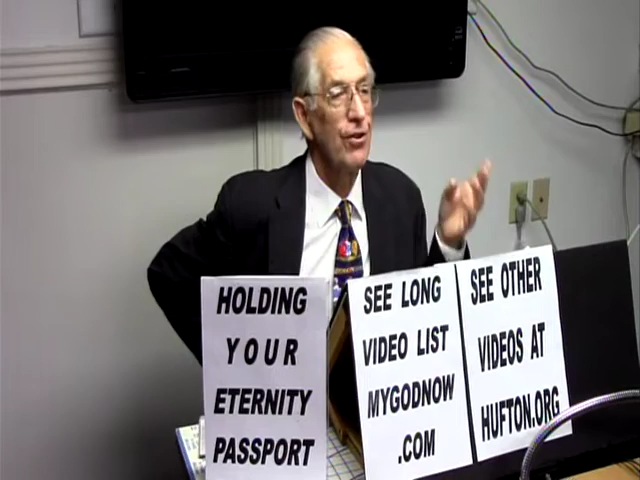 HOLDING
YOUR
ETERNITY
PASSPORT
SEE LONG
VIDEO LIST
MYGODNOW
.COM
SEE OTHER
VIDEOS AT
HUFTON.ORG